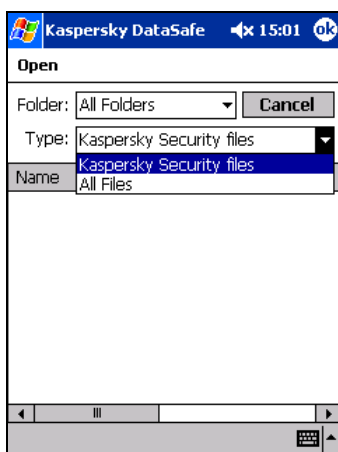 Kaspersky DataSafe 15:01 ok
Open
Folder: All Folders Cancel
Type: Kaspersky Security files
Kaspersky Security files
All Files
Name